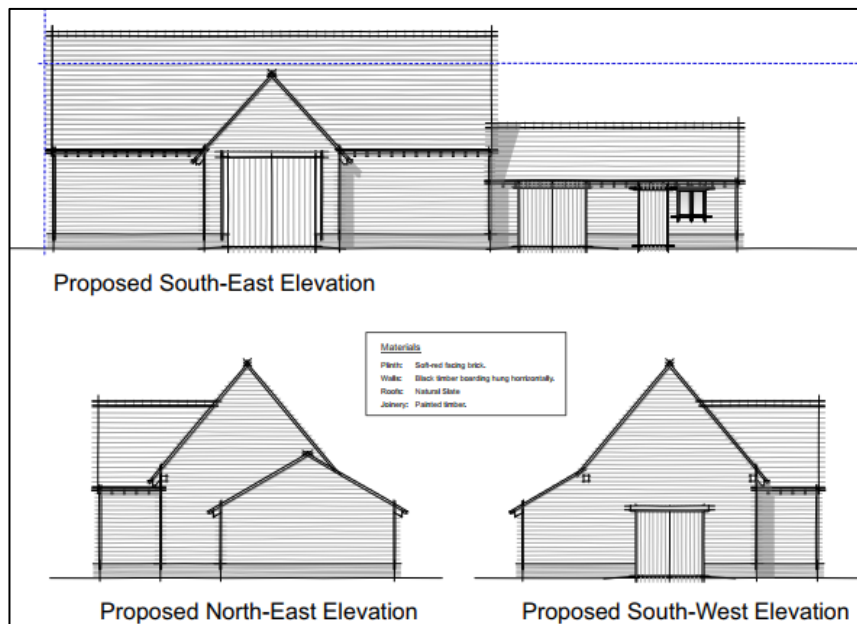 Proposed South-East Elevation
Materials
Plinth: Soft-red facing brick.
Walls: Black timber boarding hung horizontally.
Roofs: Natural Slate
Joinery: Painted timber.
Proposed North-East Elevation
Proposed South-West Elevation